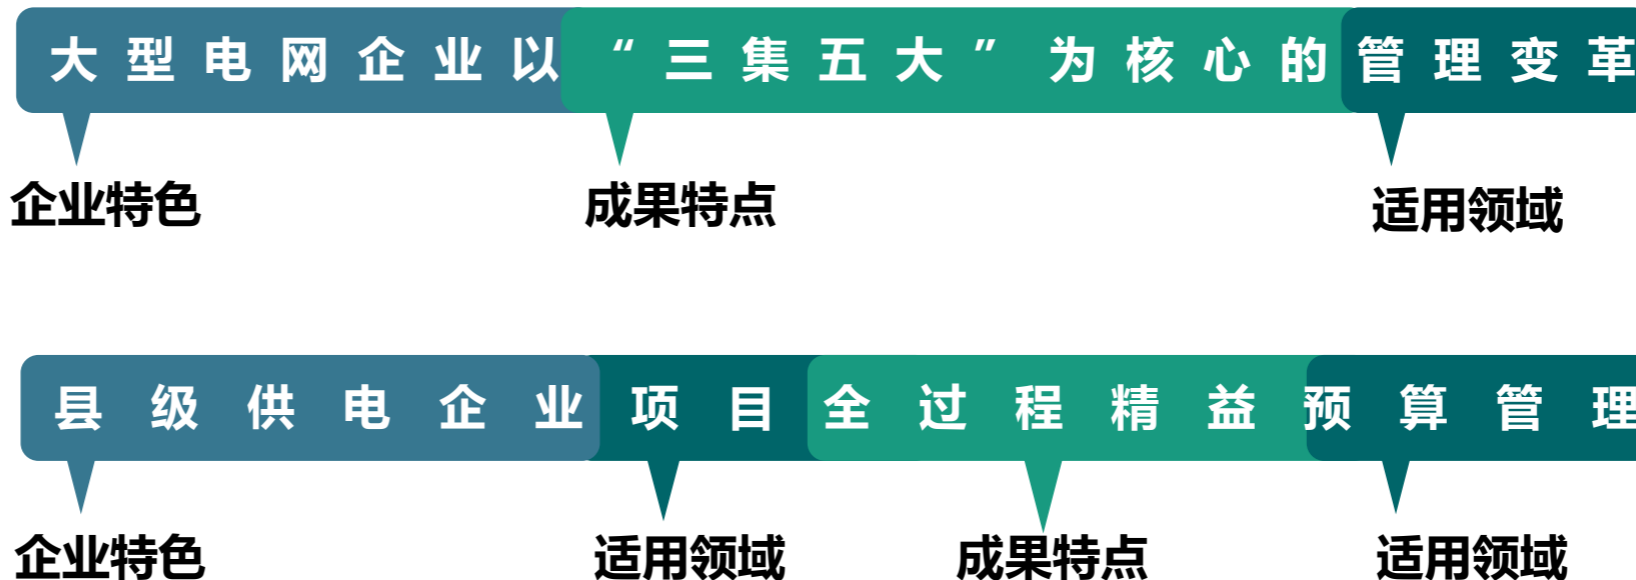 大型电网企业以“三集五大”为核心的管理变革
企业特色 成果特点 适用领域
县级供电企业项目全过程精益预算管理
企业特色 适用领域 成果特点 适用领域